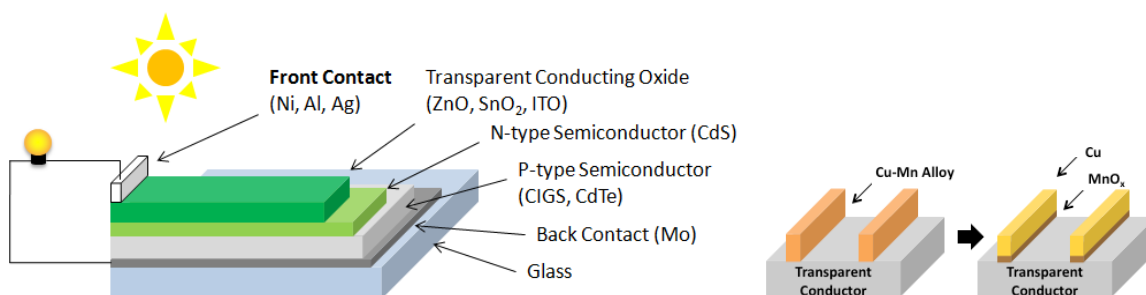 Front Contact
(Ni, Al, Ag)
Transparent Conducting Oxide
(ZnO, SnO₂, ITO)
N-type Semiconductor (CdS)
P-type Semiconductor
(CIGS, CdTe)
Back Contact (Mo)
Glass
Cu-Mn Alloy
Transparent
Conductor
Cu
MnOₓ
Transparent
Conductor